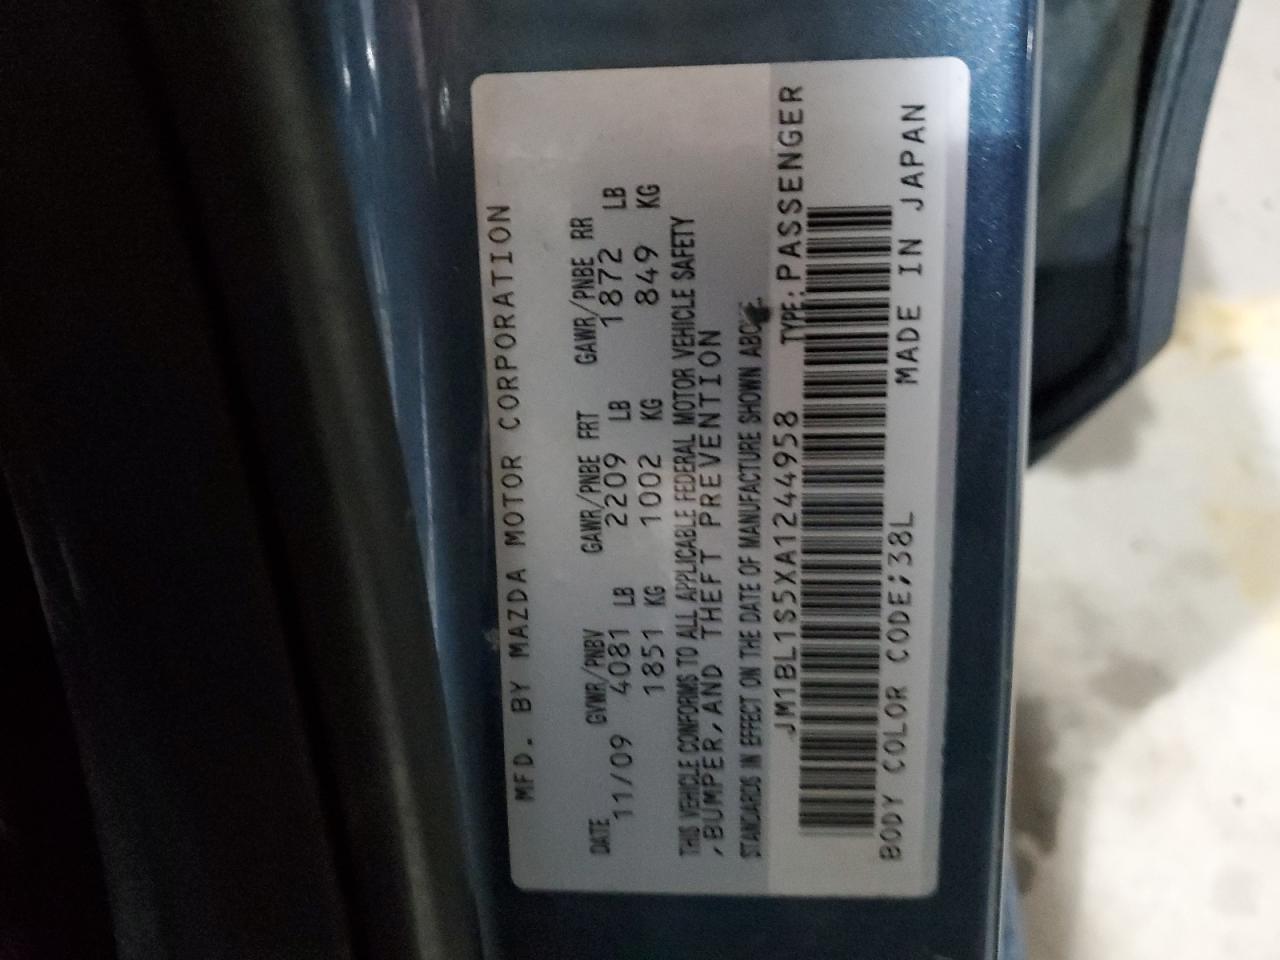 MFD. BY MAZDA MOTOR CORPORATION
DATE GVWR/PNBV GAWR/PNBE FRT GAWR/PNBE RR
11/09 4081 LB 2209 LB 1872 LB
1851 KG 1002 KG 849 KG
THIS VEHICLE CONFORMS TO ALL APPLICABLE FEDERAL MOTOR VEHICLE SAFETY
,BUMPER,AND THEFT PREVENTION
STANDARDS IN EFFECT ON THE DATE OF MANUFACTURE SHOWN
JM1BL1S5XA1244958 TYPE:PASSENGER
BODY COLOR CODE;38L MADE IN JAPAN